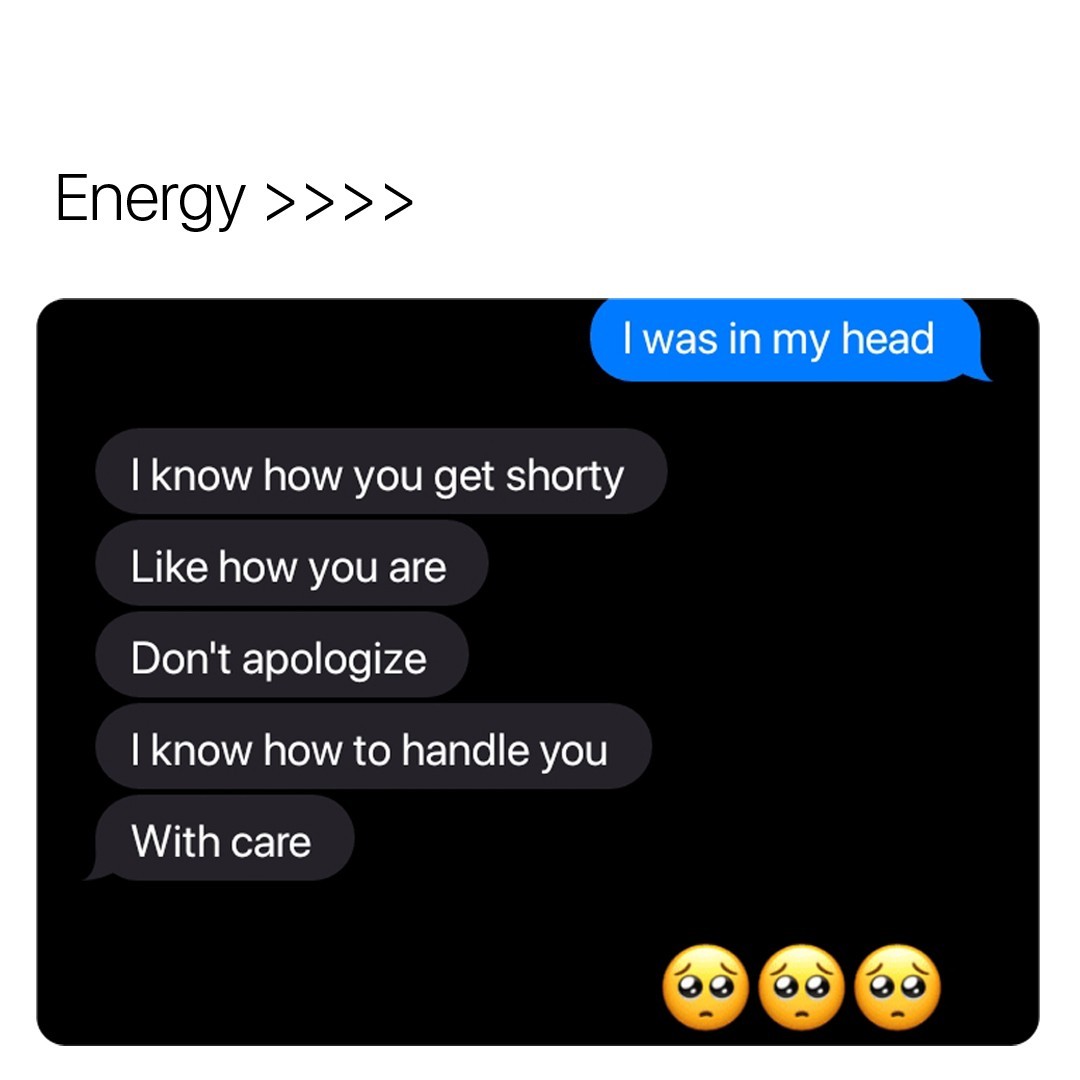 Energy >>>>
I was in my head
I know how you get shorty
Like how you are
Don't apologize
I know how to handle you
With care
🥺🥺🥺